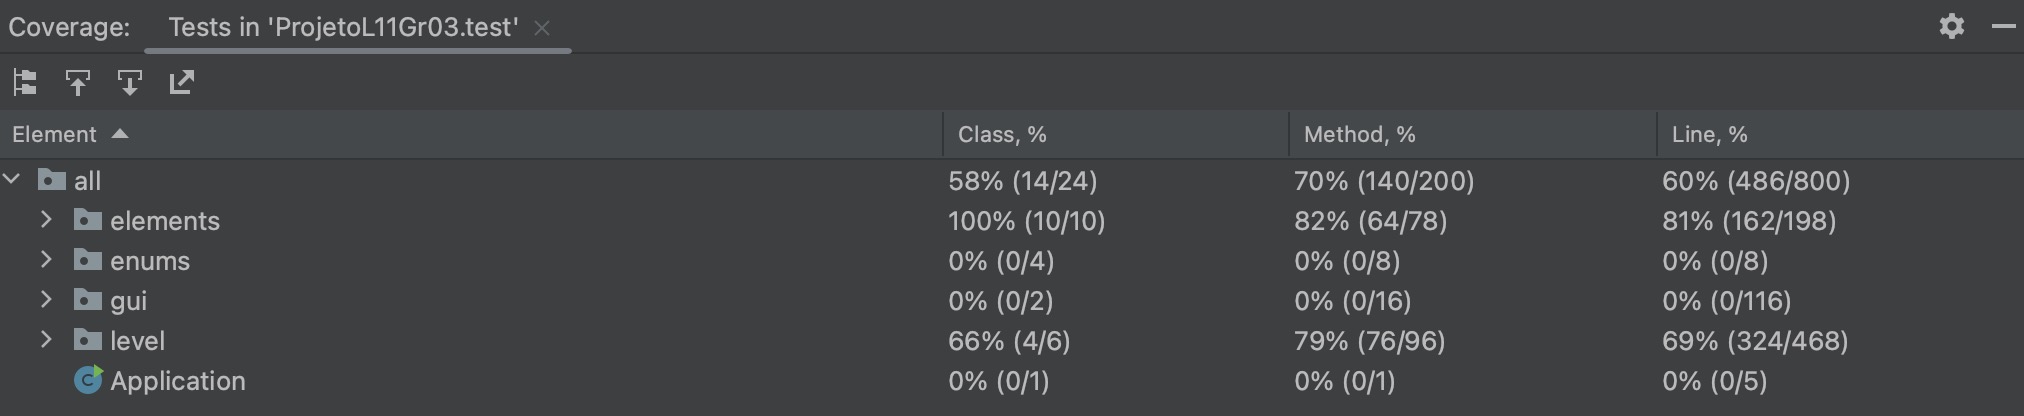 Coverage: Tests in 'ProjetoL11Gr03.test'
Element Class, % Method, % Line, %
all 58% (14/24) 70% (140/200) 60% (486/800)
elements 100% (10/10) 82% (64/78) 81% (162/198)
enums 0% (0/4) 0% (0/8) 0% (0/8)
gui 0% (0/2) 0% (0/16) 0% (0/116)
level 66% (4/6) 79% (76/96) 69% (324/468)
C Application 0% (0/1) 0% (0/1) 0% (0/5)